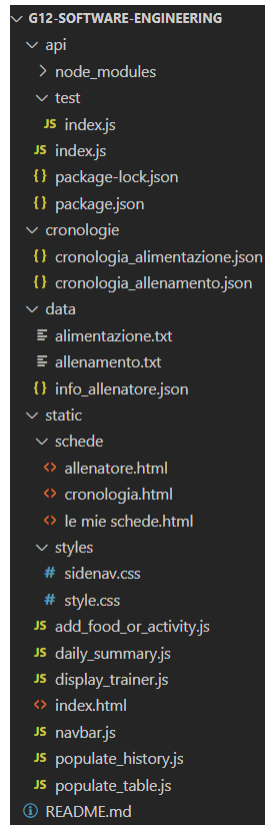 G12-SOFTWARE-ENGINEERING
api
node_modules
test
JS index.js
JS index.js
{} package-lock.json
{} package.json
cronologie
{} cronologia_alimentazione.json
{} cronologia_allenamento.json
data
alimentazione.txt
allenamento.txt
{} info_allenatore.json
static
schede
<> allenatore.html
<> cronologia.html
<> le mie schede.html
styles
# sidenav.css
# style.css
JS add_food_or_activity.js
JS daily_summary.js
JS display_trainer.js
<> index.html
JS navbar.js
JS populate_history.js
JS populate_table.js
README.md